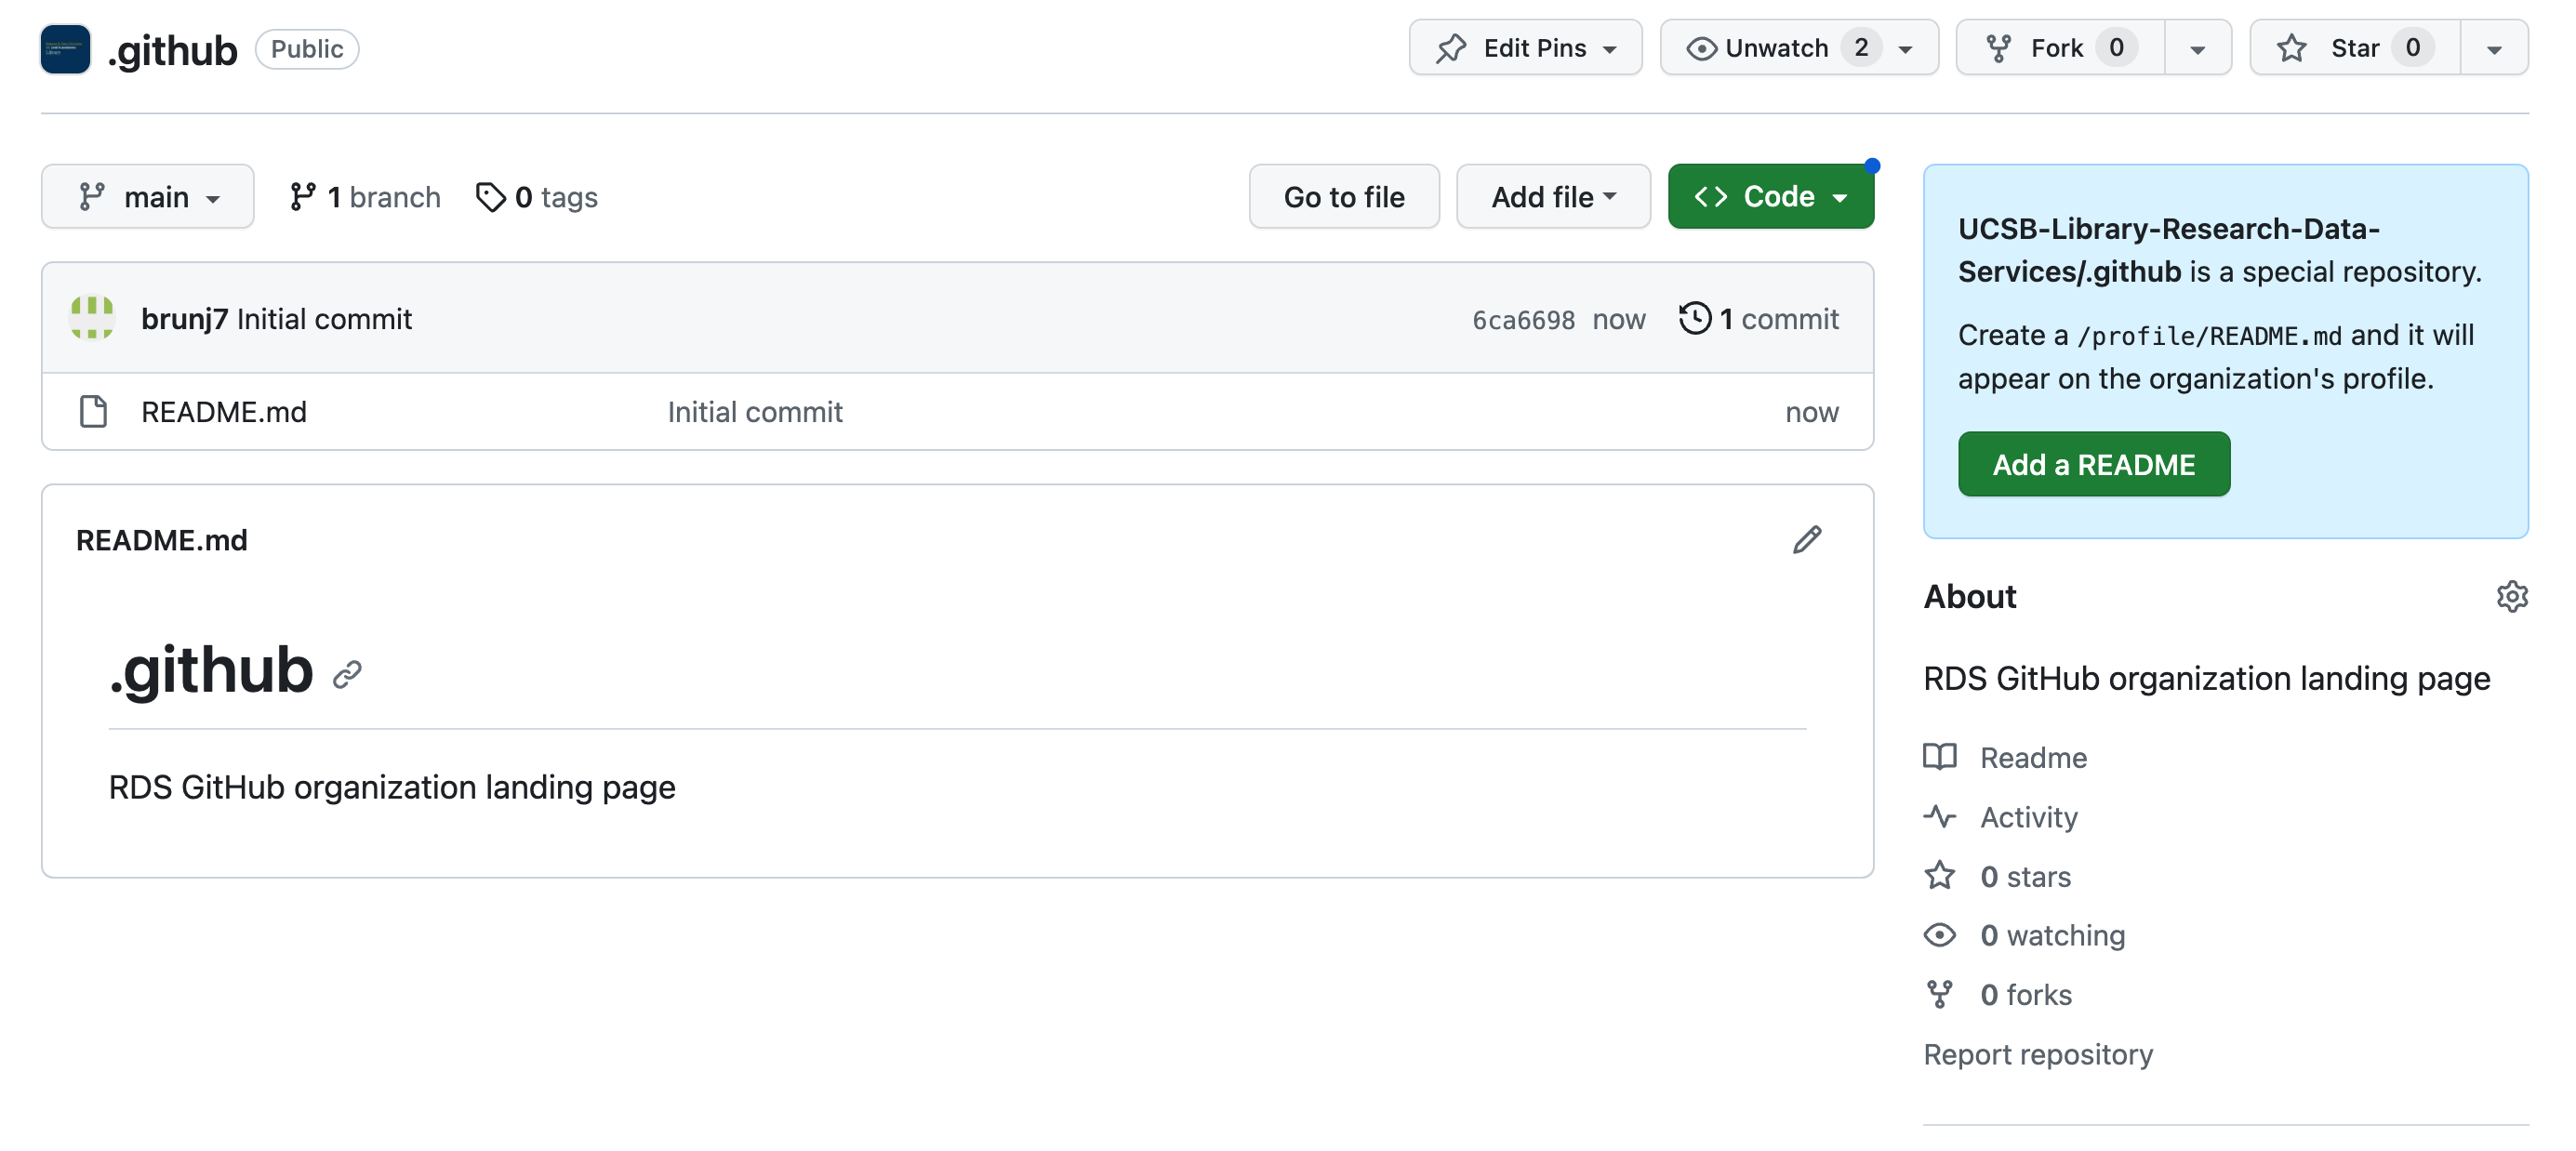 .github Public Edit Pins Unwatch 2 Fork 0 Star 0
main 1 branch 0 tags Go to file Add file Code
brunj7 Initial commit 6ca6698 now 1 commit
README.md Initial commit now
README.md
.github
RDS GitHub organization landing page
UCSB-Library-Research-Data-
Services/.github is a special repository.
Create a /profile/README.md and it will
appear on the organization's profile.
Add a README
About
RDS GitHub organization landing page
Readme
Activity
0 stars
0 watching
0 forks
Report repository